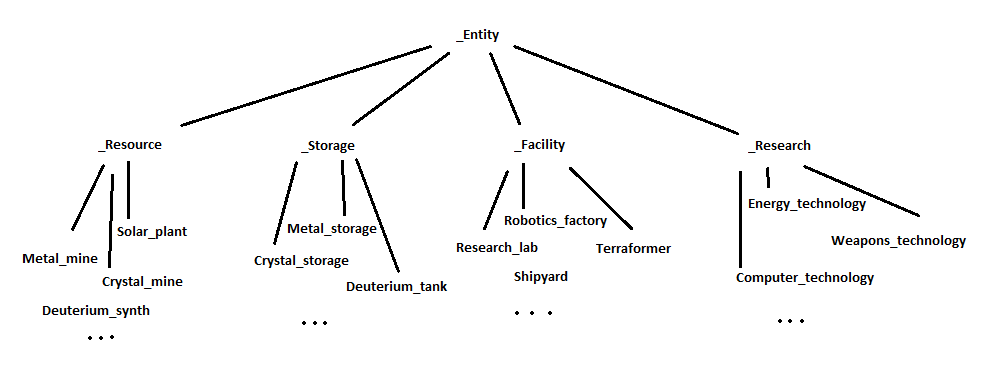 _Entity
_Resource
_Storage
_Facility
_Research
Metal_mine
Crystal_mine
Solar_plant
Deuterium_synth
...
Crystal_storage
Metal_storage
Deuterium_tank
...
Research_lab
Robotics_factory
Terraformer
Shipyard
...
Computer_technology
Energy_technology
Weapons_technology
...